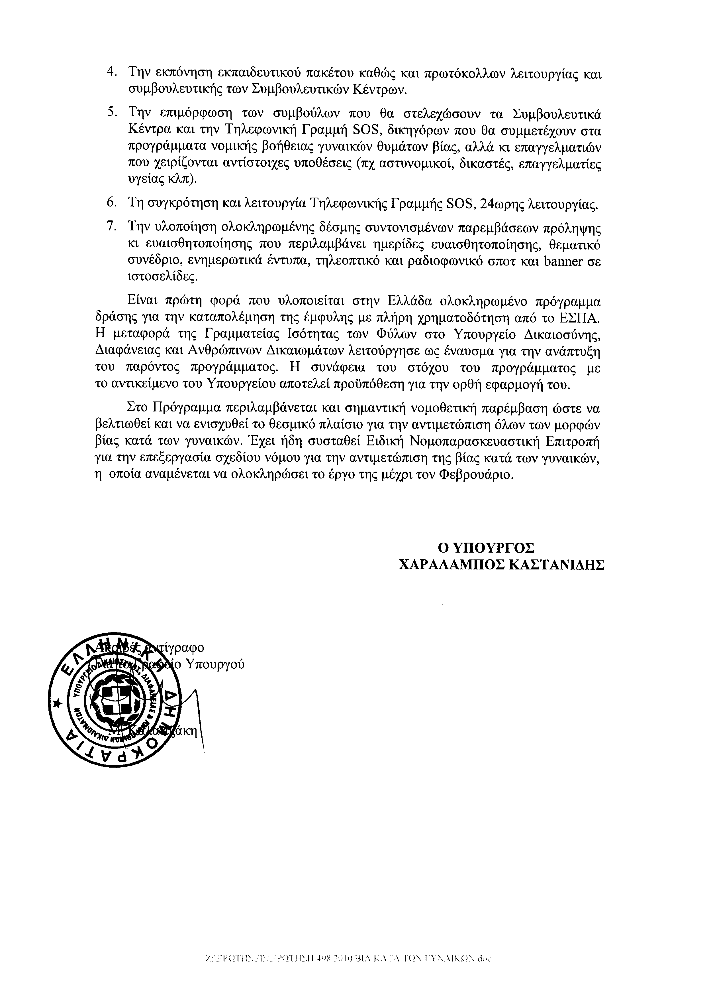 4. Την εκπόνηση εκπαιδευτικού πακέτου καθώς και πρωτόκολλων λειτουργίας και
συμβουλευτικής των Συμβουλευτικών Κέντρων.
5. Την επιμόρφωση των συμβούλων που θα στελεχώσουν τα Συμβουλευτικά
Κέντρα και την Τηλεφωνική Γραμμή SOS, δικηγόρων που θα συμμετέχουν στα
προγράμματα νομικής βοήθειας γυναικών θυμάτων βίας, αλλά κι επαγγελματιών
που χειρίζονται αντίστοιχες υποθέσεις (πχ αστυνομικοί, δικαστές, επαγγελματίες
υγείας κλπ).
6. Τη συγκρότηση και λειτουργία Τηλεφωνικής Γραμμής SOS, 24ωρης λειτουργίας.
7. Την υλοποίηση ολοκληρωμένης δέσμης συντονισμένων παρεμβάσεων πρόληψης
κι ευαισθητοποίησης που περιλαμβάνει ημερίδες ευαισθητοποίησης, θεματικό
συνέδριο, ενημερωτικά έντυπα, τηλεοπτικό και ραδιοφωνικό σποτ και banner σε
ιστοσελίδες.
Είναι πρώτη φορά που υλοποιείται στην Ελλάδα ολοκληρωμένο πρόγραμμα
δράσης για την καταπολέμηση της έμφυλης με πλήρη χρηματοδότηση από το ΕΣΠΑ.
Η μεταφορά της Γραμματείας Ισότητας των Φύλων στο Υπουργείο Δικαιοσύνης,
Διαφάνειας και Ανθρώπινων Δικαιωμάτων λειτούργησε ως έναυσμα για την ανάπτυξη
του παρόντος προγράμματος. Η συνάφεια του στόχου του προγράμματος με
το αντικείμενο του Υπουργείου αποτελεί προϋπόθεση για την ορθή εφαρμογή του.
Στο Πρόγραμμα περιλαμβάνεται και σημαντική νομοθετική παρέμβαση ώστε να
βελτιωθεί και να ενισχυθεί το θεσμικό πλαίσιο για την αντιμετώπιση όλων των μορφών
βίας κατά των γυναικών. Έχει ήδη συσταθεί Ειδική Νομοπαρασκευαστική Επιτροπή
για την επεξεργασία σχεδίου νόμου για την αντιμετώπιση της βίας κατά των γυναικών,
η οποία αναμένεται να ολοκληρώσει το έργο της μέχρι τον Φεβρουάριο.
Ο ΥΠΟΥΡΓΟΣ
ΧΑΡΑΛΑΜΠΟΣ ΚΑΣΤΑΝΙΔΗΣ
Ακριβές αντίγραφο
Για το Γραφείο Υπουργού
ΕΛΛΗΝΙΚΗ ΔΗΜΟΚΡΑΤΙΑ
ΥΠΟΥΡΓΕΙΟ ΔΙΚΑΙΟΣΥΝΗΣ, ΔΙΑΦΑΝΕΙΑΣ & ΑΝΘΡΩΠΙΝΩΝ ΔΙΚΑΙΩΜΑΤΩΝ
Μ.
Ζ:\ΕΡΩΤΗΣΕΙΣ\ΕΡΩΤΗΣΗ 498 2010 ΒΙΑ ΚΑΤΑ ΤΩΝ ΓΥΝΑΙΚΩΝ.doc